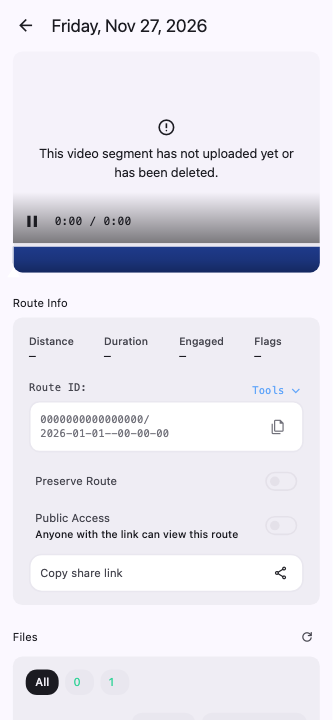 Friday, Nov 27, 2026
This video segment has not uploaded yet or
has been deleted.
0:00 / 0:00
Route Info
Distance Duration Engaged Flags
– – – –
Route ID: Tools
0000000000000000/
2026-01-01--00-00-00
Preserve Route
Public Access
Anyone with the link can view this route
Copy share link
Files
All 0 1